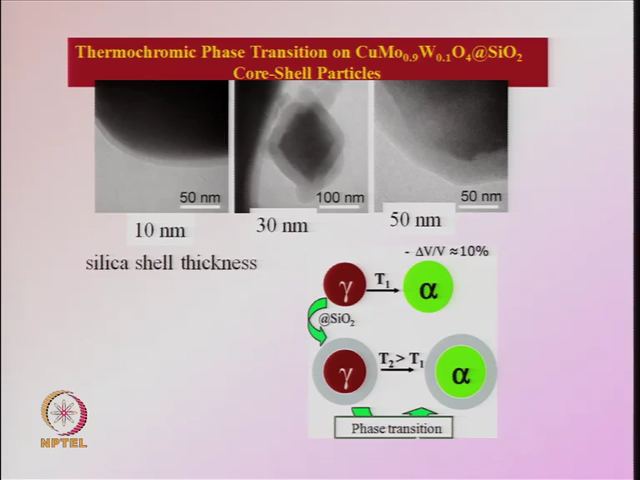 Thermochromic Phase Transition on CuMo0.9W0.1O4@SiO2
Core-Shell Particles
50 nm
100 nm
50 nm
10 nm
30 nm
50 nm
silica shell thickness
- ΔV/V ≈10%
γ
T1
α
@SiO2
γ
T2 > T1
α
Phase transition
NPTEL